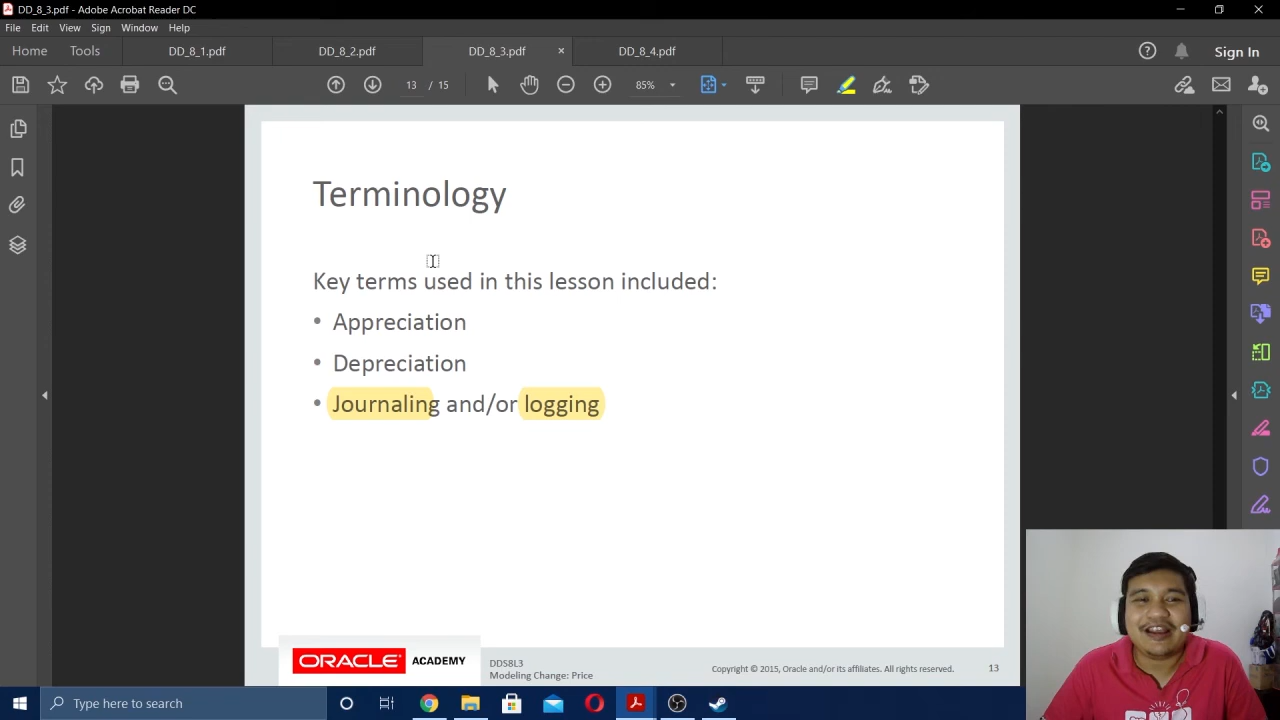 DD_8_3.pdf - Adobe Acrobat Reader DC
File Edit View Sign Window Help
Home Tools DD_8_1.pdf DD_8_2.pdf DD_8_3.pdf × DD_8_4.pdf Sign In
13 / 15 85%
Terminology
Key terms used in this lesson included:
• Appreciation
• Depreciation
• Journaling and/or logging
ORACLE ACADEMY
DDS8L3
Modeling Change: Price
Copyright © 2015, Oracle and/or its affiliates. All rights reserved.
13
Type here to search